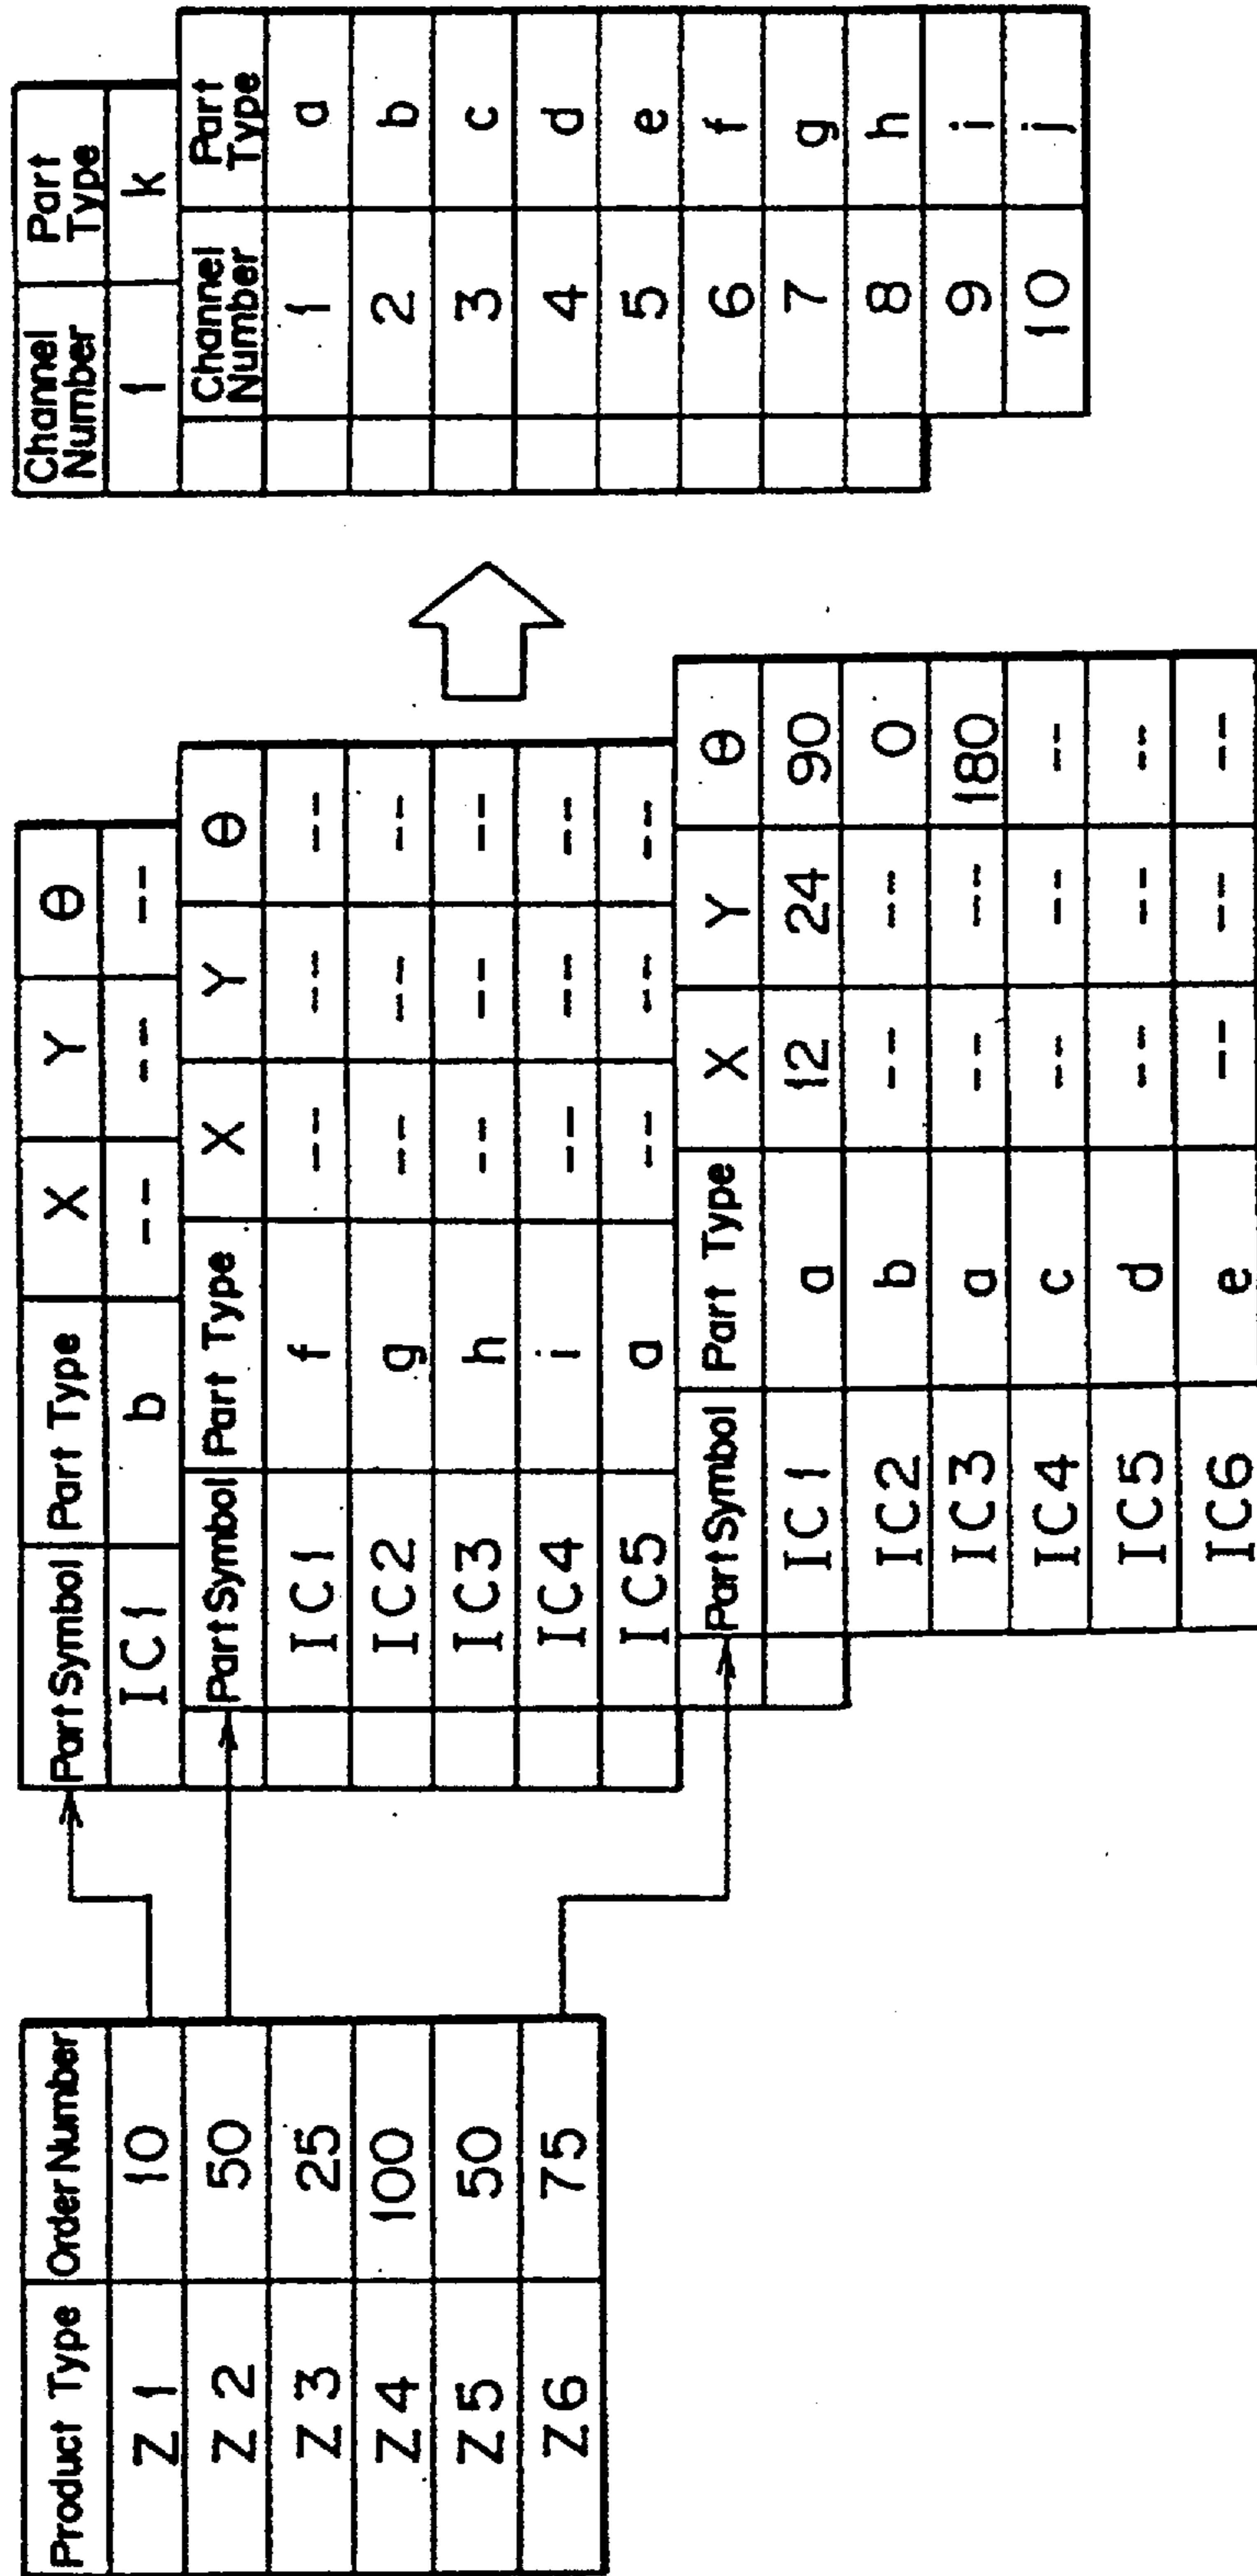 Product Type Order Number
Z1 10
Z2 50
Z3 25
Z4 100
Z5 50
Z6 75
Part Symbol Part Type X Y θ
IC1 b -- -- --
Part Symbol Part Type X Y θ
IC1 f -- -- --
IC2 g -- -- --
IC3 h -- -- --
IC4 i -- -- --
IC5 a -- -- --
Part Symbol Part Type X Y θ
IC1 a 12 24 90
IC2 b -- -- 0
IC3 a -- -- 180
IC4 c -- -- --
IC5 d -- -- --
IC6 e -- -- --
Channel Number Part Type
1 k
Channel Number Part Type
1 a
2 b
3 c
4 d
5 e
6 f
7 g
8 h
9 i
10 j